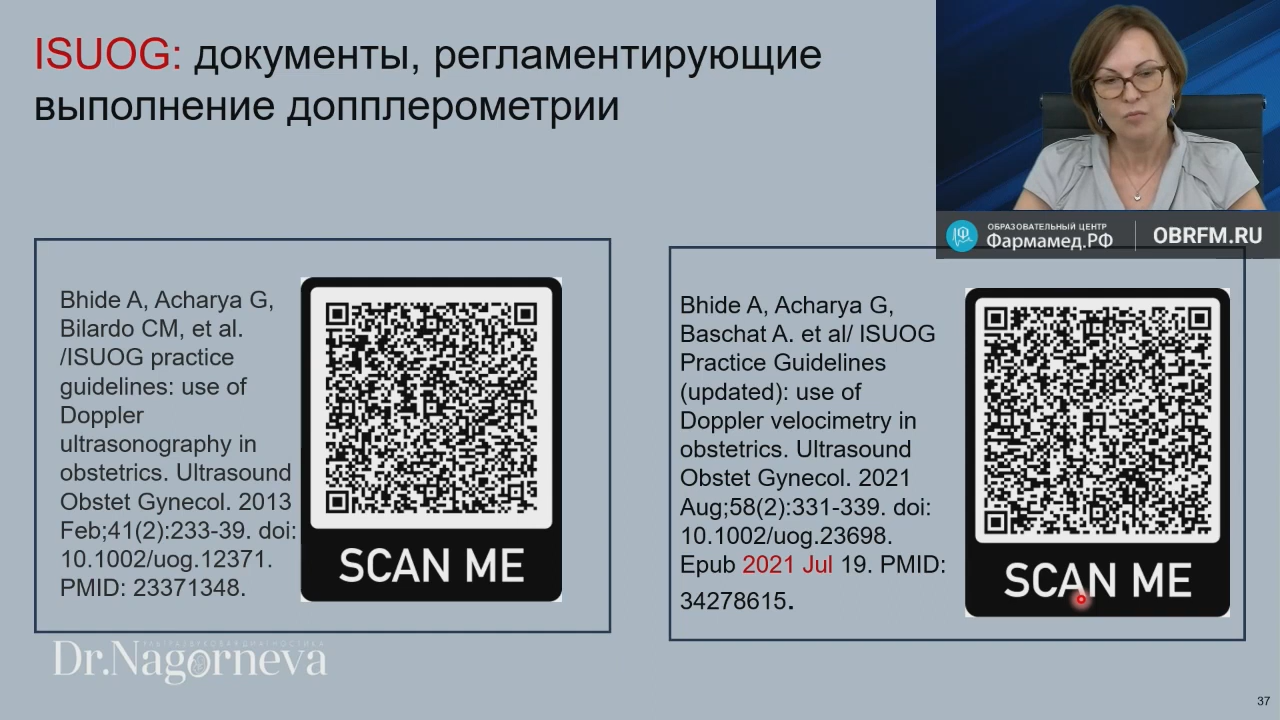 ISUOG: документы, регламентирующие
выполнение допплерометрии
ОБРАЗОВАТЕЛЬНЫЙ ЦЕНТР
Фармамед.РФ
OBRFM.RU
Bhide A, Acharya G,
Bilardo CM, et al.
/ISUOG practice
guidelines: use of
Doppler
ultrasonography in
obstetrics. Ultrasound
Obstet Gynecol. 2013
Feb;41(2):233-39. doi:
10.1002/uog.12371.
PMID: 23371348.
SCAN ME
Bhide A, Acharya G,
Baschat A. et al/ ISUOG
Practice Guidelines
(updated): use of
Doppler velocimetry in
obstetrics. Ultrasound
Obstet Gynecol. 2021
Aug;58(2):331-339. doi:
10.1002/uog.23698.
Epub 2021 Jul 19. PMID:
34278615.
SCAN ME
УЛЬТРАЗВУКОВАЯ ДИАГНОСТИКА
Dr.Nagorneva
37